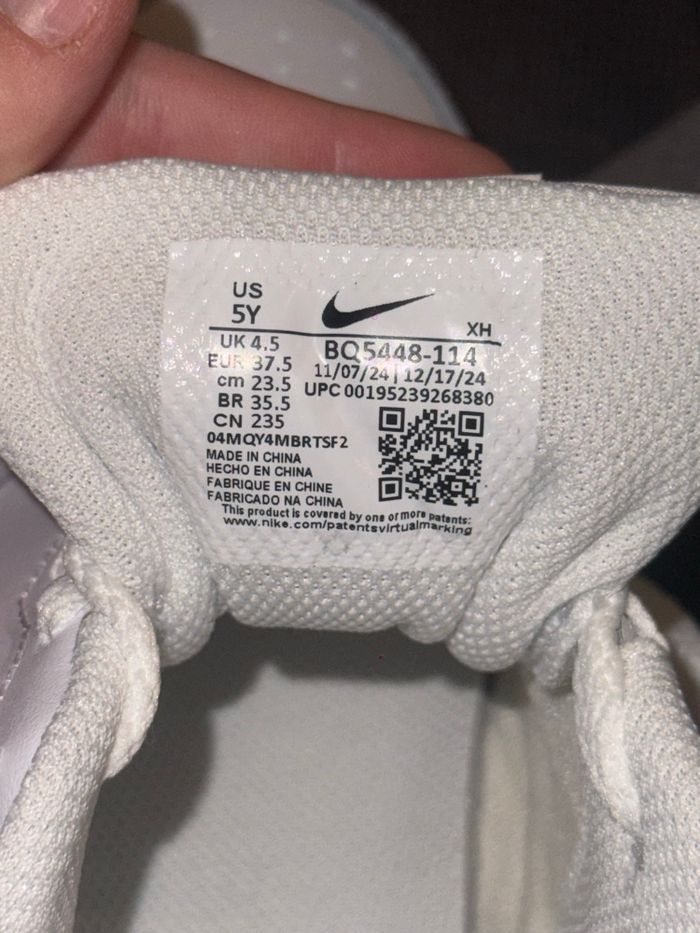 US
5Y
XH
UK 4.5
EUR 37.5
cm 23.5
BR 35.5
CN 235
BQ5448-114
11/07/24 | 12/17/24
UPC 00195239268380
04MQY4MBRTSF2
MADE IN CHINA
HECHO EN CHINA
FABRIQUE EN CHINE
FABRICADO NA CHINA
This product is covered by one or more patents:
www.nike.com/patentsvirtualmarking